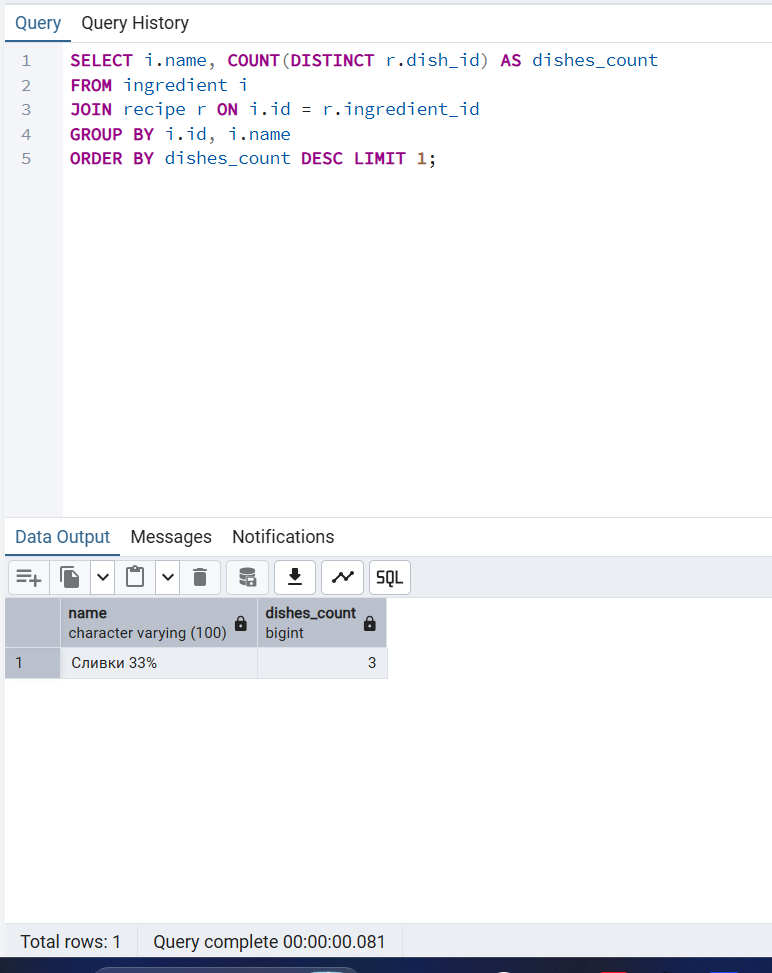 Query Query History
1 SELECT i.name, COUNT(DISTINCT r.dish_id) AS dishes_count
2 FROM ingredient i
3 JOIN recipe r ON i.id = r.ingredient_id
4 GROUP BY i.id, i.name
5 ORDER BY dishes_count DESC LIMIT 1;
Data Output Messages Notifications
SQL
name dishes_count
character varying (100) bigint
1 Сливки 33% 3
Total rows: 1 Query complete 00:00:00.081